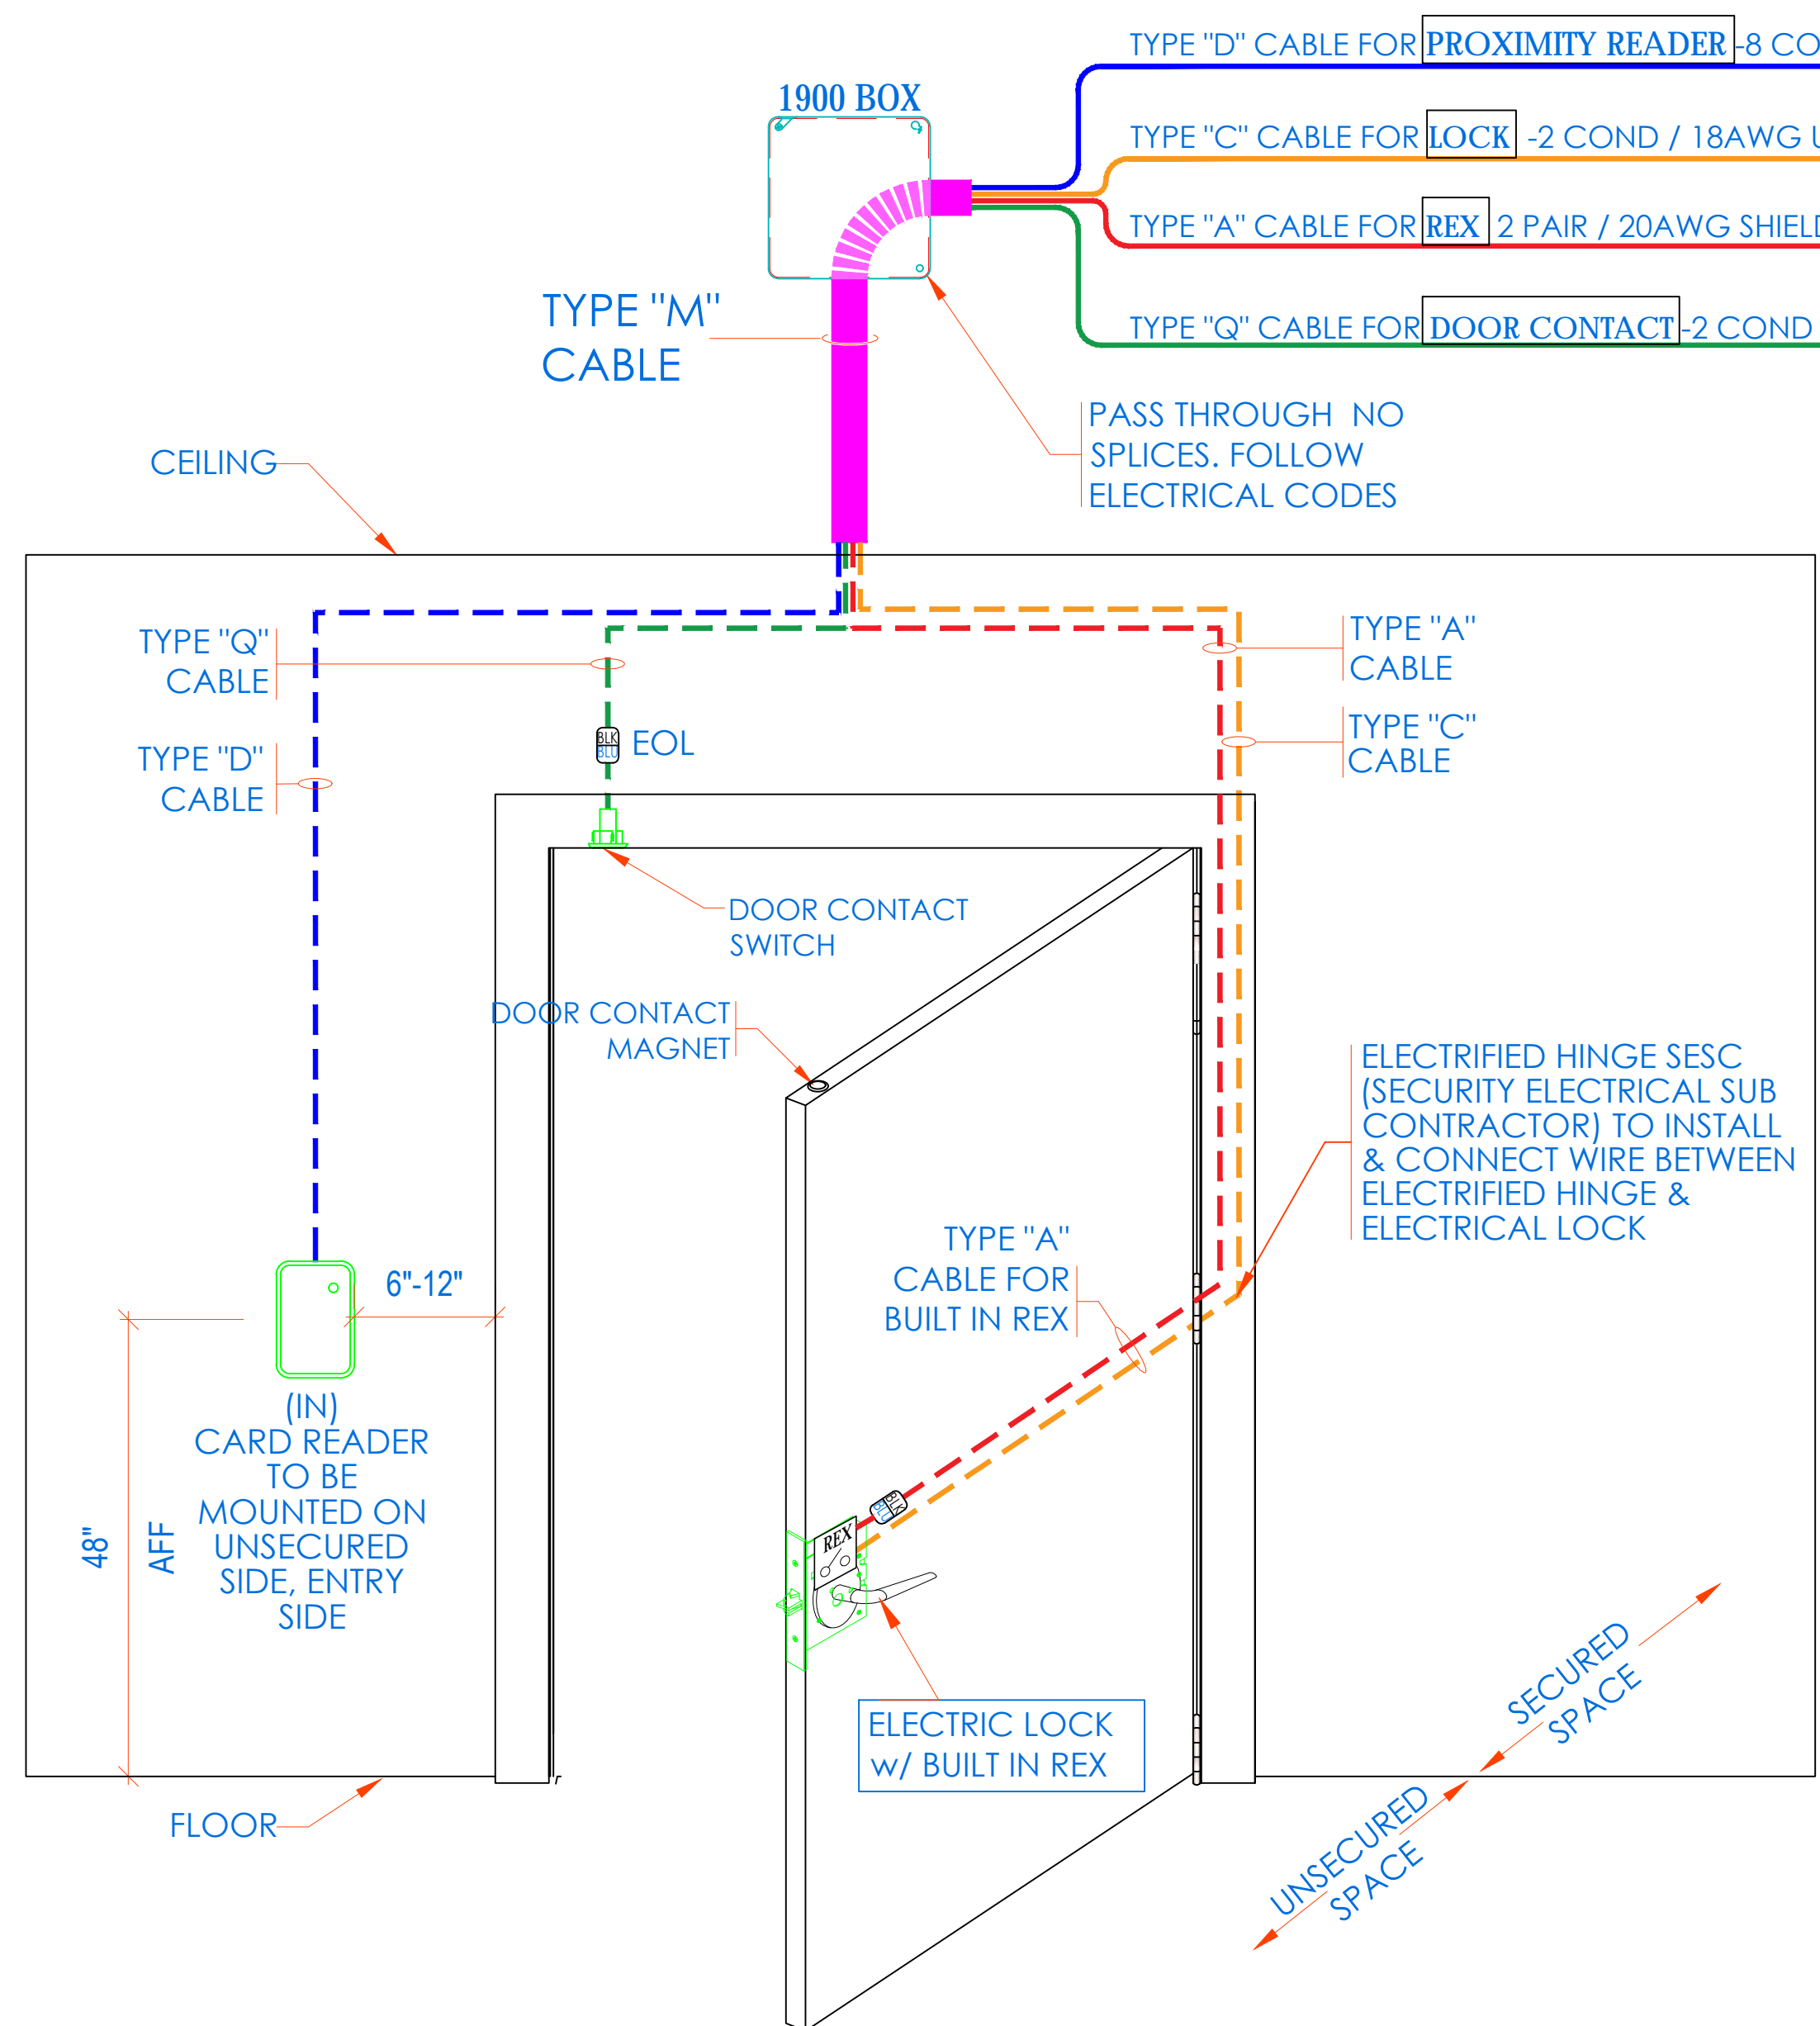 TYPE "D" CABLE FOR PROXIMITY READER -8 CO
1900 BOX
TYPE "C" CABLE FOR LOCK -2 COND / 18AWG U
TYPE "A" CABLE FOR REX 2 PAIR / 20AWG SHIEL
TYPE "Q" CABLE FOR DOOR CONTACT -2 COND
TYPE "M"
CABLE
PASS THROUGH NO
SPLICES. FOLLOW
ELECTRICAL CODES
CEILING
TYPE "Q"
CABLE
TYPE "A"
CABLE
TYPE "D"
CABLE
BLK
BLU
EOL
TYPE "C"
CABLE
DOOR CONTACT
SWITCH
DOOR CONTACT
MAGNET
ELECTRIFIED HINGE SESC
(SECURITY ELECTRICAL SUB
CONTRACTOR) TO INSTALL
& CONNECT WIRE BETWEEN
ELECTRIFIED HINGE &
ELECTRICAL LOCK
TYPE "A"
CABLE FOR
BUILT IN REX
6"-12"
(IN)
CARD READER
TO BE
MOUNTED ON
UNSECURED
SIDE, ENTRY
SIDE
48"
AFF
BLK
BLU
REX
ELECTRIC LOCK
w/ BUILT IN REX
SECURED
SPACE
UNSECURED
SPACE
FLOOR